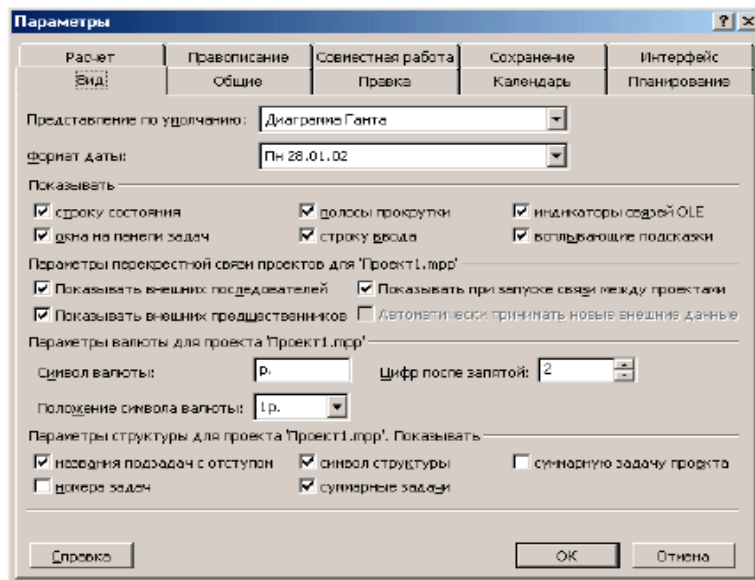 Параметры
Расчет Правописание Совместная работа Сохранение Интерфейс
Вид Общие Правка Календарь Планирование
Представление по умолчанию: Диаграмма Ганта
Формат даты: Пн 28.01.02
Показывать
строку состояния полосы прокрутки индикаторы связей OLE
окна на панели задач строку ввода всплывающие подсказки
Параметры перекрестной связи проектов для 'Проект1.mpp'
Показывать внешних последователей Показывать при запуске связи между проектами
Показывать внешних предшественников Автоматически принимать новые внешние данные
Параметры валюты для проекта 'Проект1.mpp'
Символ валюты: р. Цифр после запятой: 2
Положение символа валюты: 1р.
Параметры структуры для проекта 'Проект1.mpp'. Показывать
названия подзадач с отступом символ структуры суммарную задачу проекта
номера задач суммарные задачи
Справка OK Отмена